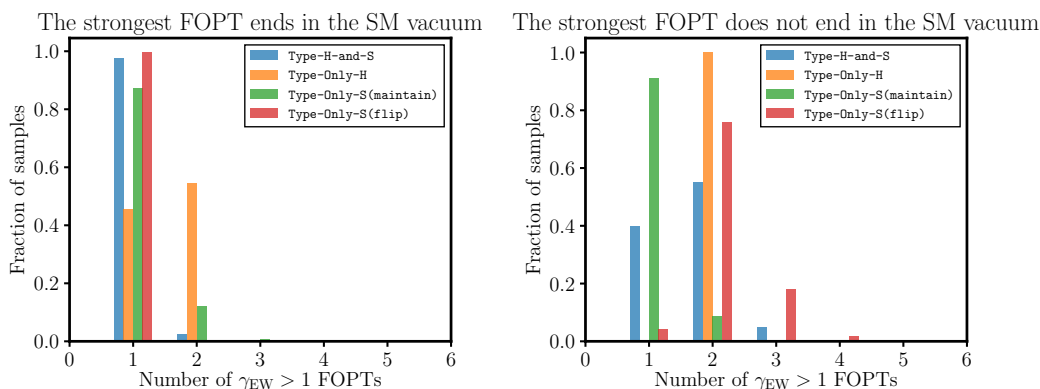 The strongest FOPT ends in the SM vacuum
1.0
0.8
0.6
0.4
0.2
0.0
Fraction of samples
Type-H-and-S
Type-Only-H
Type-Only-S(maintain)
Type-Only-S(flip)
0 1 2 3 4 5 6
Number of γ_EW > 1 FOPTs
The strongest FOPT does not end in the SM vacuum
1.0
0.8
0.6
0.4
0.2
0.0
Fraction of samples
Type-H-and-S
Type-Only-H
Type-Only-S(maintain)
Type-Only-S(flip)
0 1 2 3 4 5 6
Number of γ_EW > 1 FOPTs